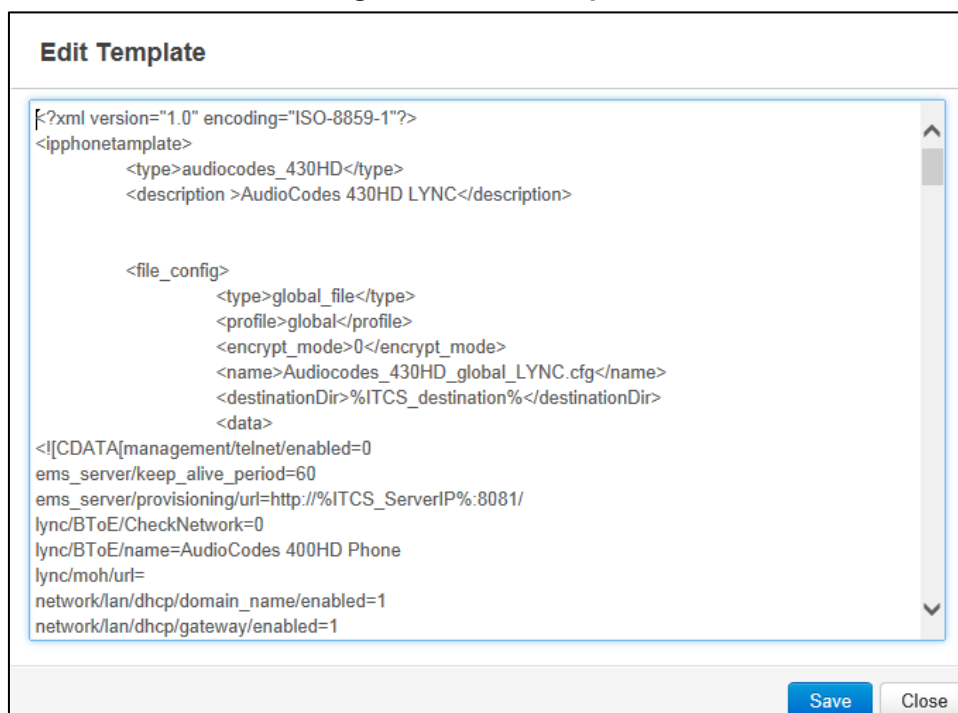 Edit Template
<?xml version="1.0" encoding="ISO-8859-1"?>
<ipphonetamplate>
<type>audiocodes_430HD</type>
<description >AudioCodes 430HD LYNC</description>
<file_config>
<type>global_file</type>
<profile>global</profile>
<encrypt_mode>0</encrypt_mode>
<name>Audiocodes_430HD_global_LYNC.cfg</name>
<destinationDir>%ITCS_destination%</destinationDir>
<data>
<![CDATA[management/telnet/enabled=0
ems_server/keep_alive_period=60
ems_server/provisioning/url=http://%ITCS_ServerIP%:8081/
lync/BToE/CheckNetwork=0
lync/BToE/name=AudioCodes 400HD Phone
lync/moh/url=
network/lan/dhcp/domain_name/enabled=1
network/lan/dhcp/gateway/enabled=1
Save
Close